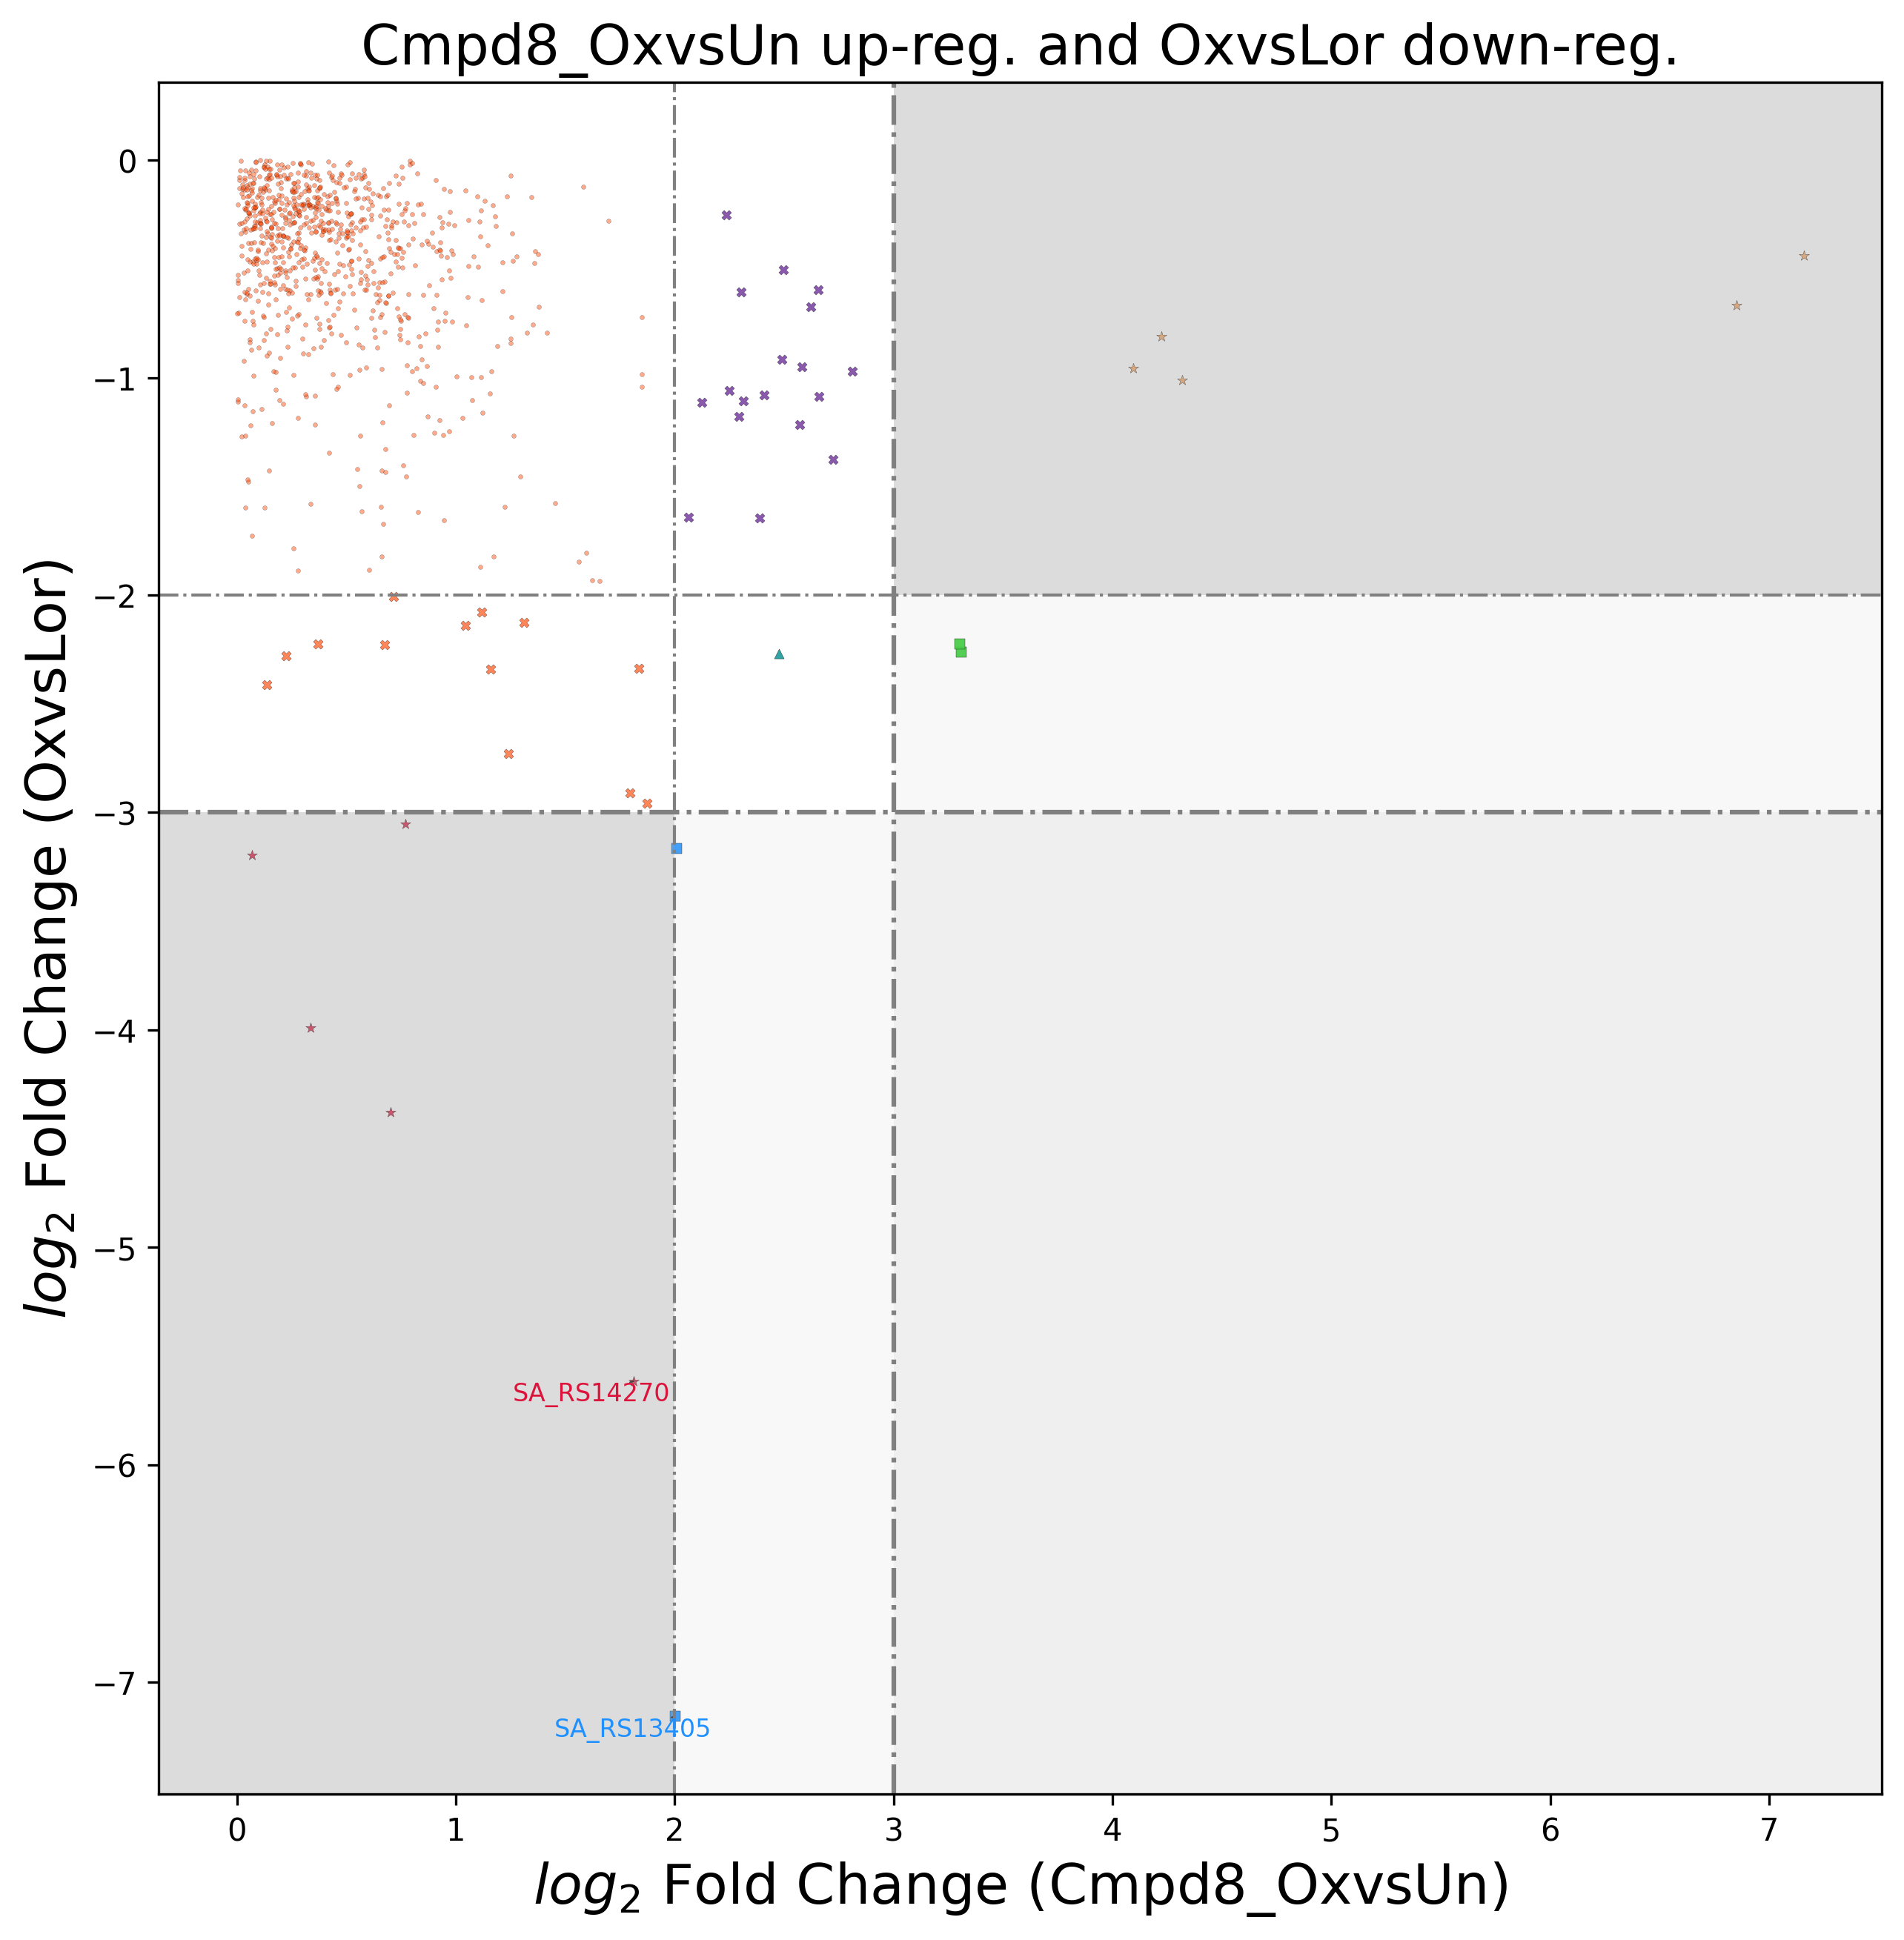 Cmpd8_OxvsUn up-reg. and OxvsLor down-reg.
log₂ Fold Change (OxvsLor)
0
−1
−2
−3
−4
−5
−6
−7
SA_RS14270
SA_RS13405
0 1 2 3 4 5 6 7
log₂ Fold Change (Cmpd8_OxvsUn)